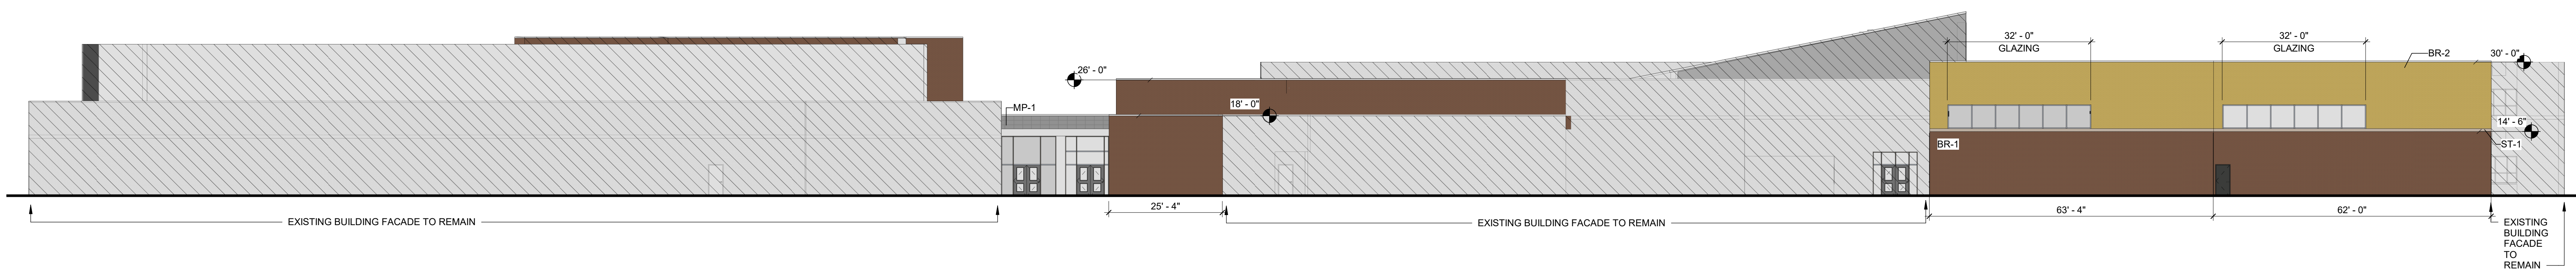 32' - 0"
GLAZING
32' - 0"
GLAZING
BR-2
30' - 0"
26' - 0"
18' - 0"
MP-1
14' - 6"
BR-1
ST-1
25' - 4"
63' - 4"
62' - 0"
EXISTING BUILDING FACADE TO REMAIN
EXISTING BUILDING FACADE TO REMAIN
EXISTING
BUILDING
FACADE
TO
REMAIN